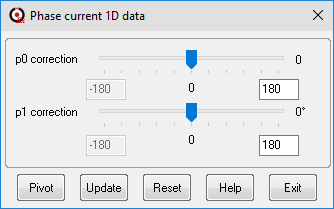 Phase current 1D data
p0 correction 0
-180 0 180
p1 correction 0°
-180 0 180
Pivot Update Reset Help Exit